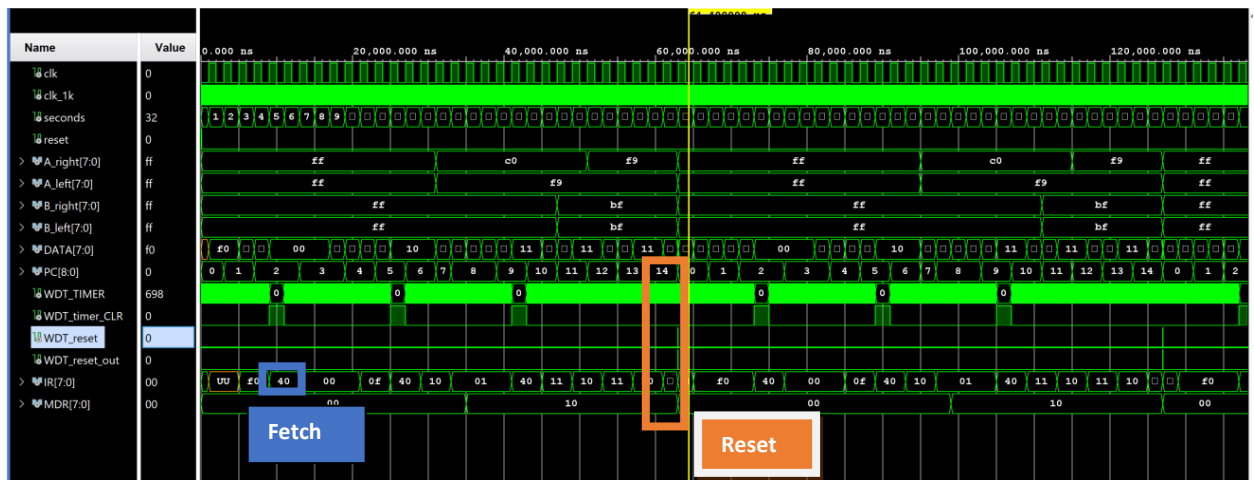 Name Value 0.000 ns 20,000.000 ns 40,000.000 ns 60,000.000 ns 80,000.000 ns 100,000.000 ns 120,000.000 ns
clk 0
clk_1k 0
seconds 32 1 2 3 4 5 6 7 8 9
reset 0
A_right[7:0] ff ff c0 f9 ff c0 f9 ff
A_left[7:0] ff ff f9 ff f9 ff
B_right[7:0] ff ff bf ff bf ff
B_left[7:0] ff ff bf ff bf ff
DATA[7:0] f0 f0 00 10 11 11 11 00 10 11 11 11
PC[8:0] 0 0 1 2 3 4 5 6 7 8 9 10 11 12 13 14 0 1 2 3 4 5 6 7 8 9 10 11 12 13 14 0 1 2
WDT_TIMER 698 0 0 0 0 0 0
WDT_timer_CLR 0
WDT_reset 0
WDT_reset_out 0
IR[7:0] 00 UU f0 40 00 0f 40 10 01 40 11 10 11 f0 40 00 0f 40 10 01 40 11 10 11 10 f0
MDR[7:0] 00 00 10 00 10 00
Fetch
Reset